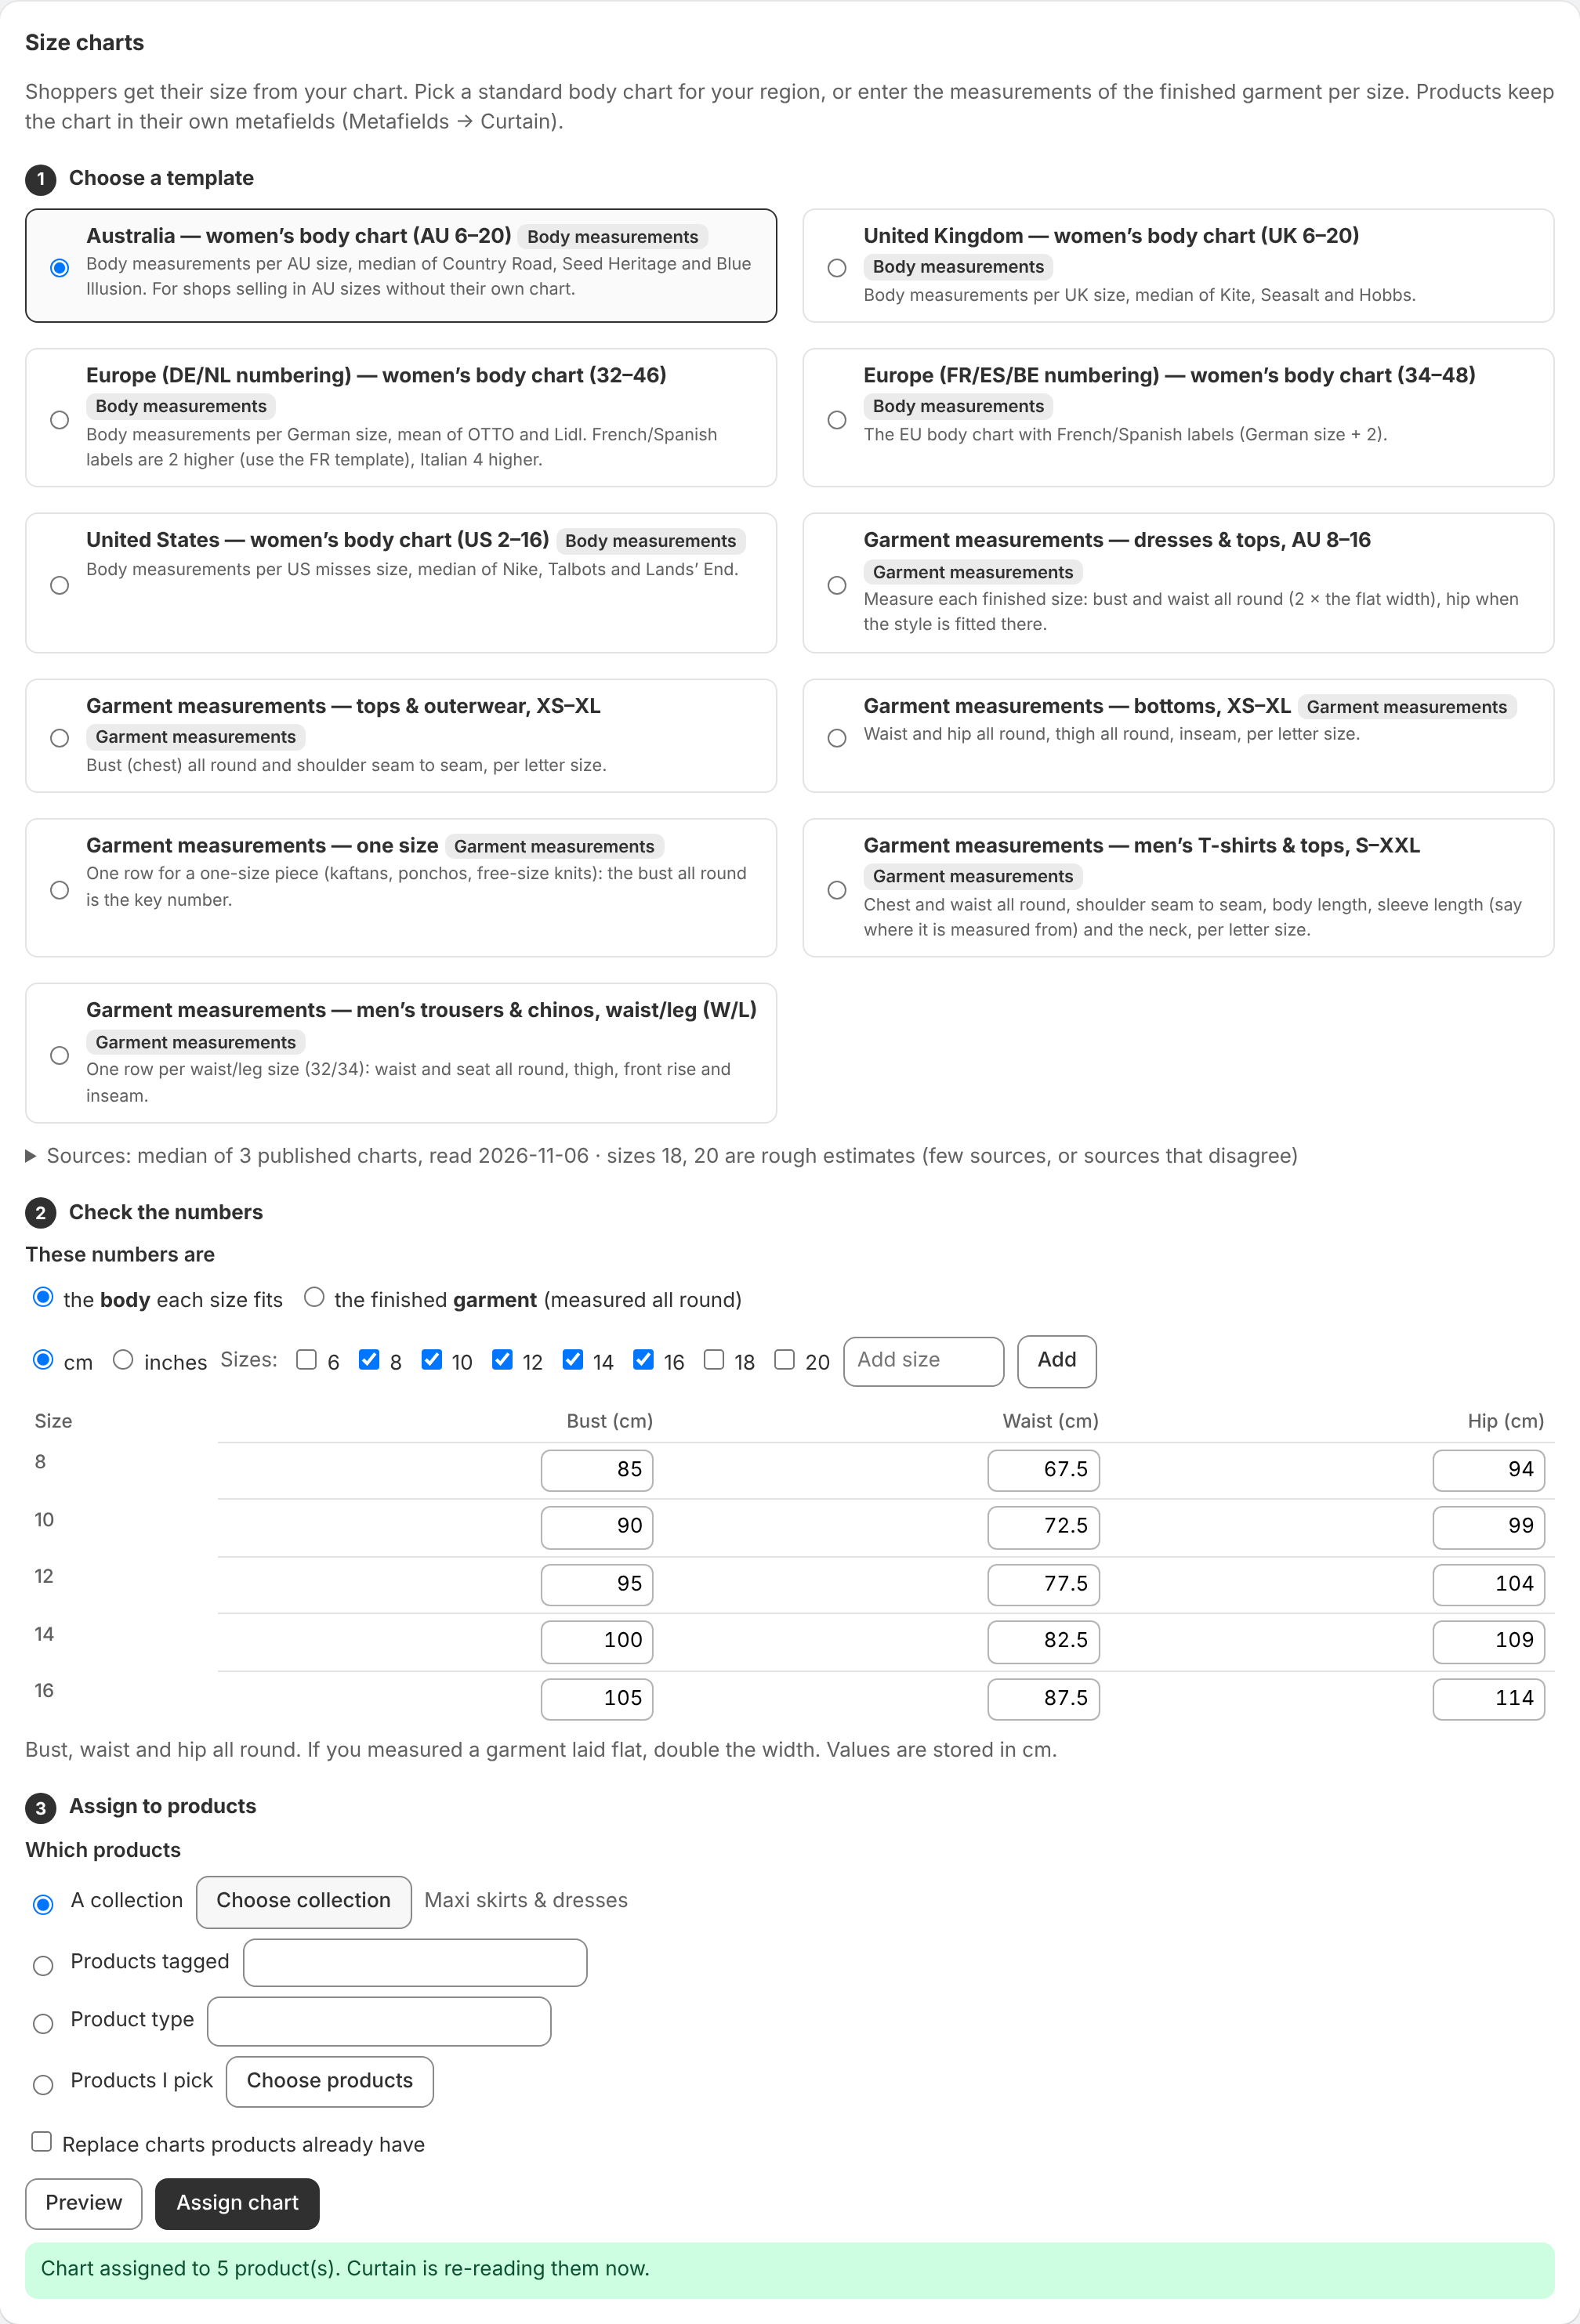 Size charts
Shoppers get their size from your chart. Pick a standard body chart for your region, or enter the measurements of the finished garment per size. Products keep
the chart in their own metafields (Metafields → Curtain).
1 Choose a template
Australia — women’s body chart (AU 6–20) Body measurements
Body measurements per AU size, median of Country Road, Seed Heritage and Blue
Illusion. For shops selling in AU sizes without their own chart.
United Kingdom — women’s body chart (UK 6–20)
Body measurements
Body measurements per UK size, median of Kite, Seasalt and Hobbs.
Europe (DE/NL numbering) — women’s body chart (32–46)
Body measurements
Body measurements per German size, mean of OTTO and Lidl. French/Spanish
labels are 2 higher (use the FR template), Italian 4 higher.
Europe (FR/ES/BE numbering) — women’s body chart (34–48)
Body measurements
The EU body chart with French/Spanish labels (German size + 2).
United States — women’s body chart (US 2–16) Body measurements
Body measurements per US misses size, median of Nike, Talbots and Lands’ End.
Garment measurements — dresses & tops, AU 8–16
Garment measurements
Measure each finished size: bust and waist all round (2 × the flat width), hip when
the style is fitted there.
Garment measurements — tops & outerwear, XS–XL
Garment measurements
Bust (chest) all round and shoulder seam to seam, per letter size.
Garment measurements — bottoms, XS–XL Garment measurements
Waist and hip all round, thigh all round, inseam, per letter size.
Garment measurements — one size Garment measurements
One row for a one-size piece (kaftans, ponchos, free-size knits): the bust all round
is the key number.
Garment measurements — men’s T-shirts & tops, S–XXL
Garment measurements
Chest and waist all round, shoulder seam to seam, body length, sleeve length (say
where it is measured from) and the neck, per letter size.
Garment measurements — men’s trousers & chinos, waist/leg (W/L)
Garment measurements
One row per waist/leg size (32/34): waist and seat all round, thigh, front rise and
inseam.
Sources: median of 3 published charts, read 2026-11-06 · sizes 18, 20 are rough estimates (few sources, or sources that disagree)
2 Check the numbers
These numbers are
the body each size fits the finished garment (measured all round)
cm inches Sizes: 6 8 10 12 14 16 18 20 Add size Add
Size Bust (cm) Waist (cm) Hip (cm)
8 85 67.5 94
10 90 72.5 99
12 95 77.5 104
14 100 82.5 109
16 105 87.5 114
Bust, waist and hip all round. If you measured a garment laid flat, double the width. Values are stored in cm.
3 Assign to products
Which products
A collection Choose collection Maxi skirts & dresses
Products tagged
Product type
Products I pick Choose products
Replace charts products already have
Preview Assign chart
Chart assigned to 5 product(s). Curtain is re-reading them now.